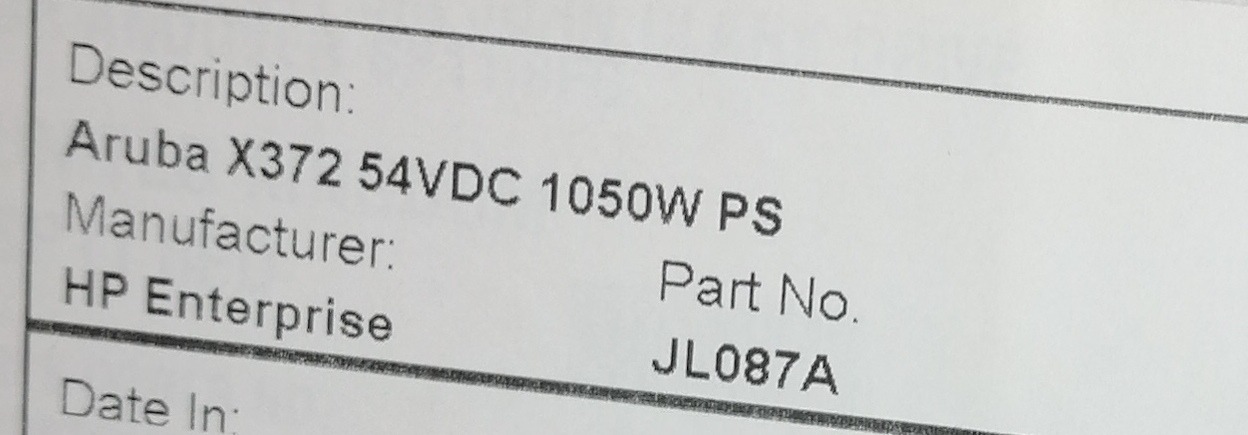 Description:
Aruba X372 54VDC 1050W PS
Manufacturer:
HP Enterprise
Part No.
JL087A
Date In: